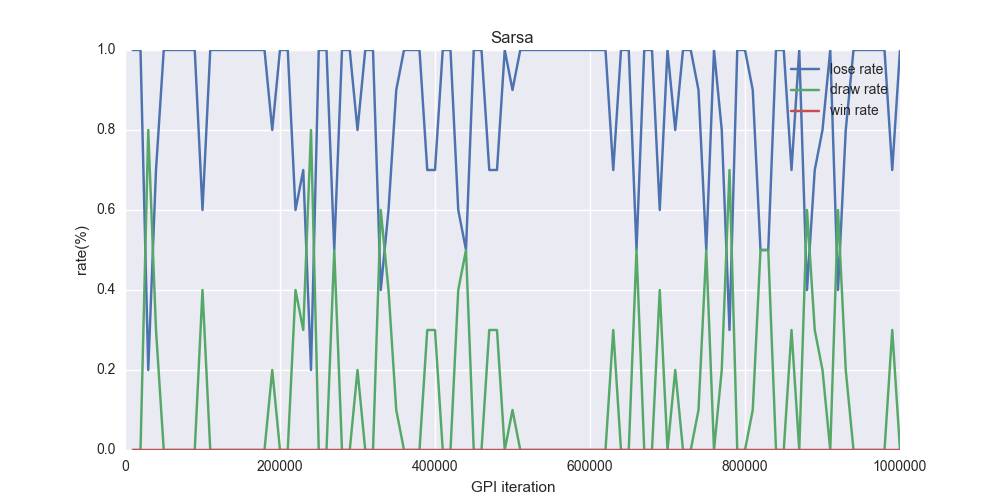 Sarsa
1.0
0.8
0.6
0.4
0.2
0.0
rate(%)
lose rate
draw rate
win rate
0 200000 400000 600000 800000 1000000
GPI iteration